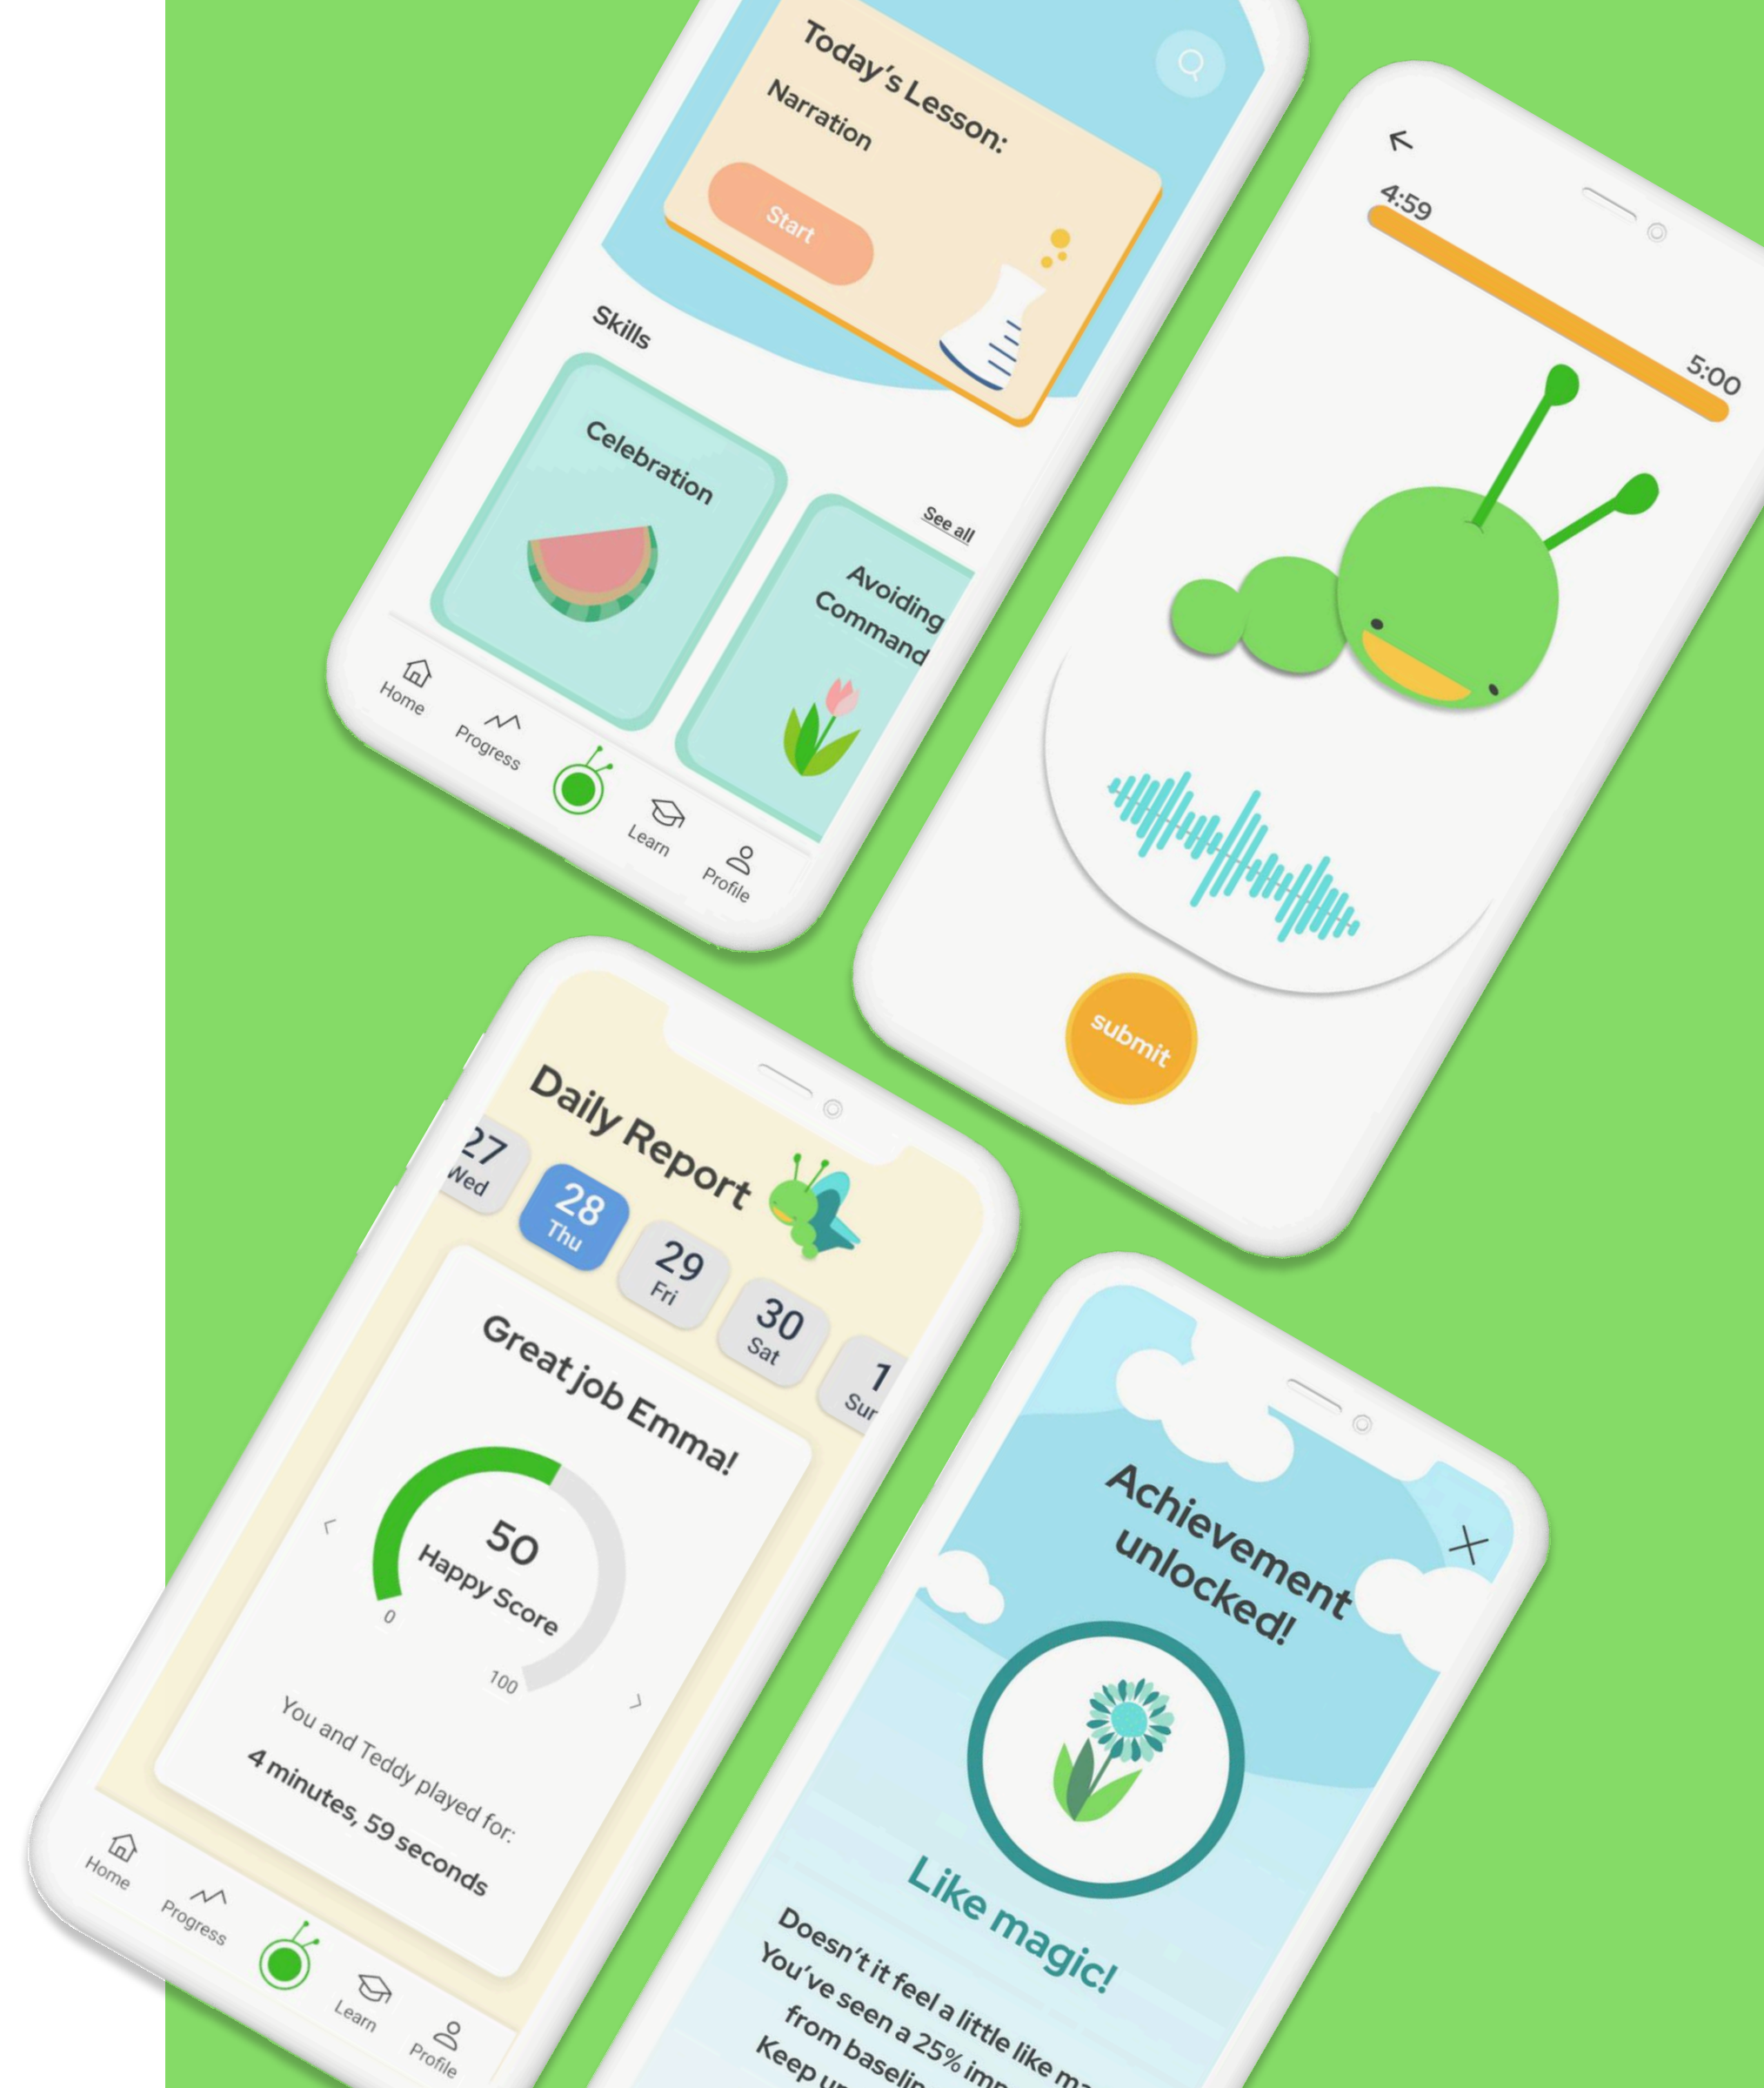 Today's Lesson:
Narration
Start
Skills
Celebration
See all
Avoiding
Command
Home
Progress
Learn
Profile
4:59
5:00
submit
Daily Report
27
Wed
28
Thu
29
Fri
30
Sat
1
Sun
Great job Emma!
50
Happy Score
0
100
You and Teddy played for:
4 minutes, 59 seconds
Home
Progress
Learn
Profile
Achievement
unlocked!
Like magic!
Doesn't it feel a little like
You've seen a 25%
from
Keep